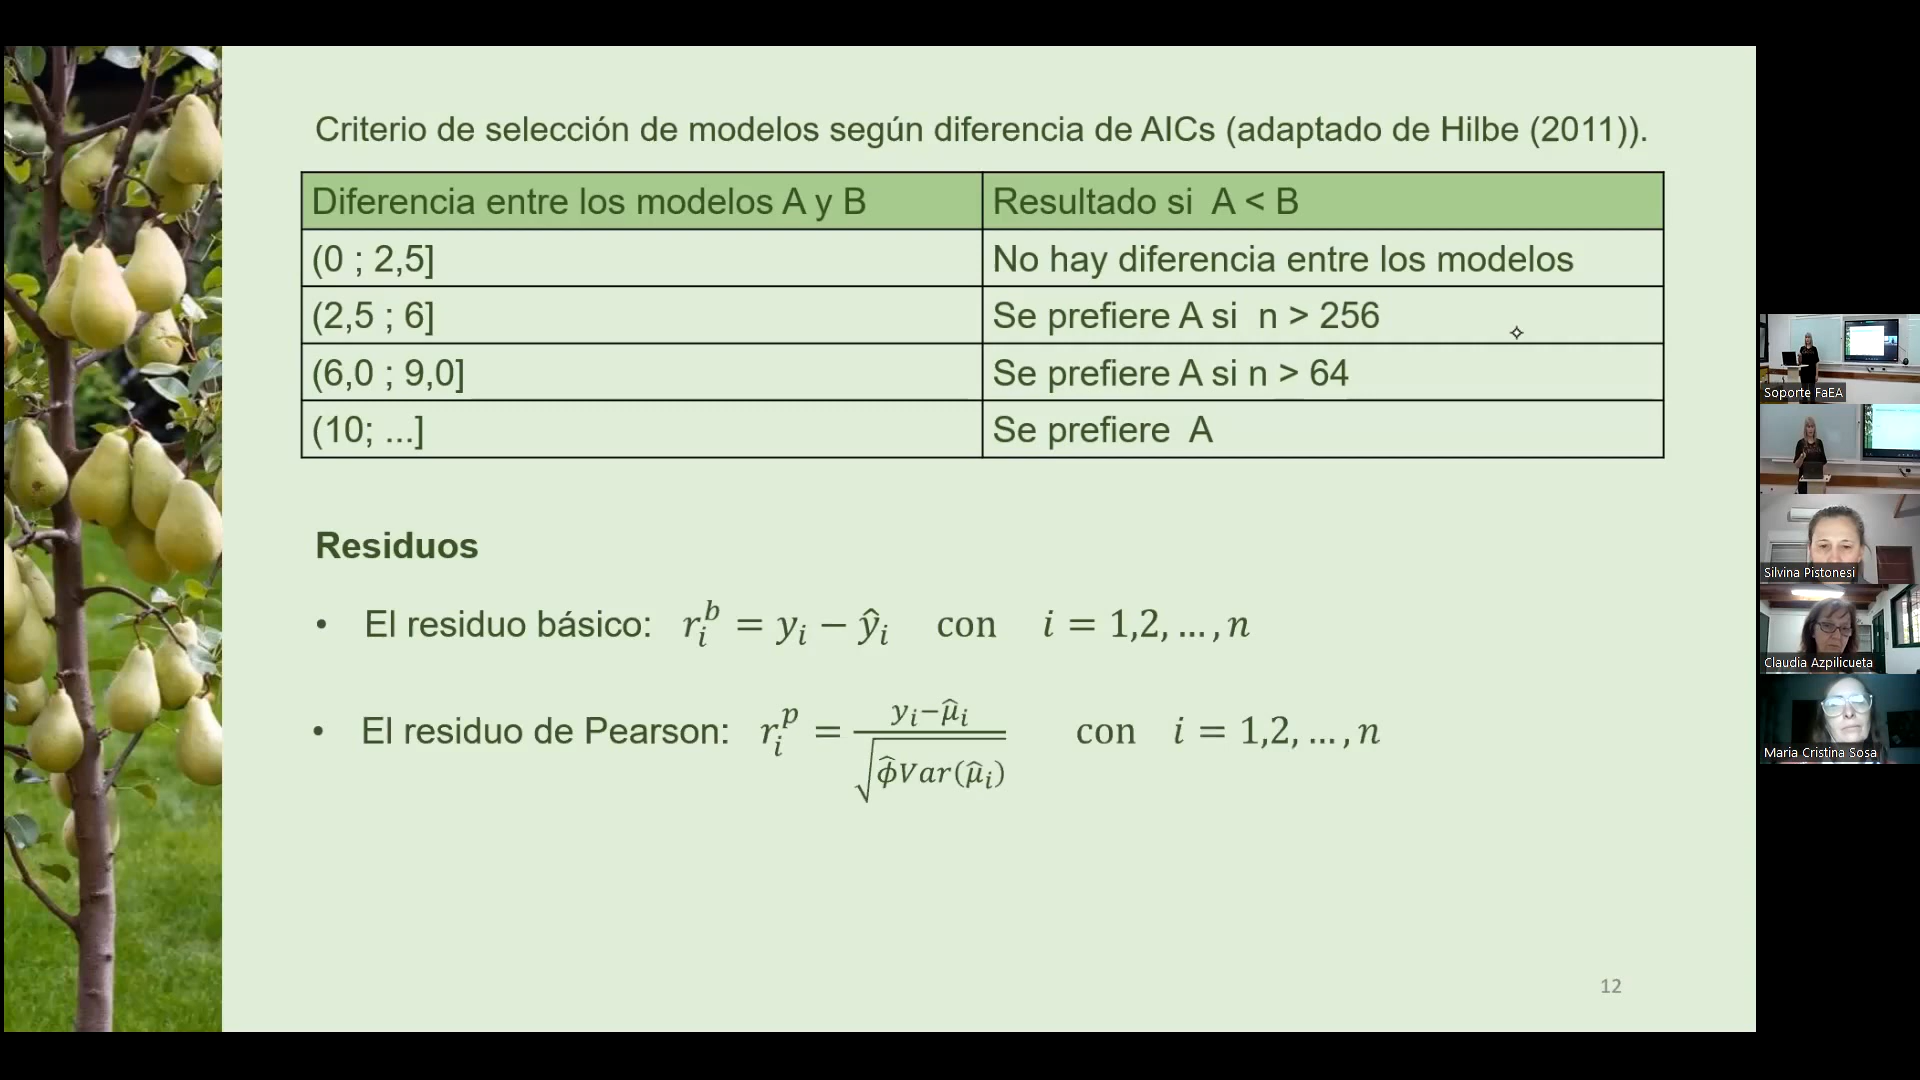 Criterio de selección de modelos según diferencia de AICs (adaptado de Hilbe (2011)).
Diferencia entre los modelos A y B
Resultado si A < B
(0 ; 2,5]
No hay diferencia entre los modelos
(2,5 ; 6]
Se prefiere A si n > 256
(6,0 ; 9,0]
Se prefiere A si n > 64
(10; ...]
Se prefiere A
Residuos
• El residuo básico: r_i^b = y_i − ŷ_i con i = 1,2, … , n
• El residuo de Pearson: r_i^p = (y_i − μ̂_i) / √(ϕ̂Var(μ̂_i)) con i = 1,2, … , n
12
Soporte FaEA
Silvina Pistonesi
Claudia Azpilicueta
Maria Cristina Sosa